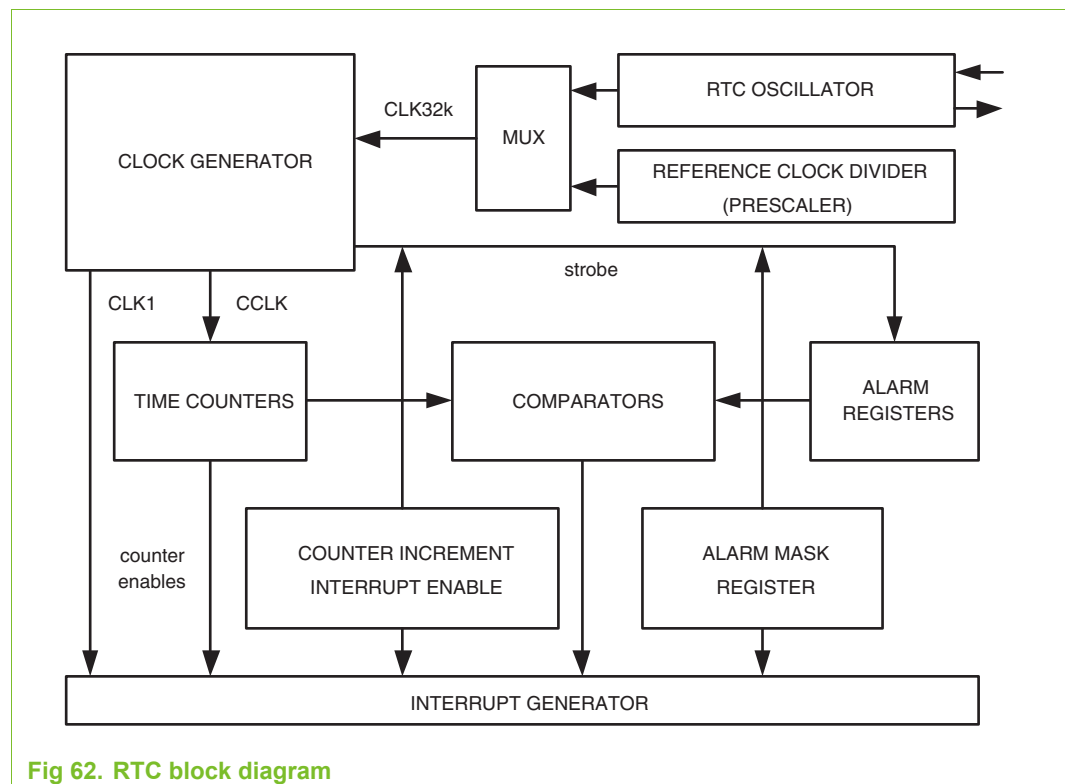 RTC OSCILLATOR
CLK32k
MUX
CLOCK GENERATOR
REFERENCE CLOCK DIVIDER
(PRESCALER)
strobe
CLK1
CCLK
TIME COUNTERS
COMPARATORS
ALARM
REGISTERS
counter
enables
COUNTER INCREMENT
INTERRUPT ENABLE
ALARM MASK
REGISTER
INTERRUPT GENERATOR
Fig 62. RTC block diagram